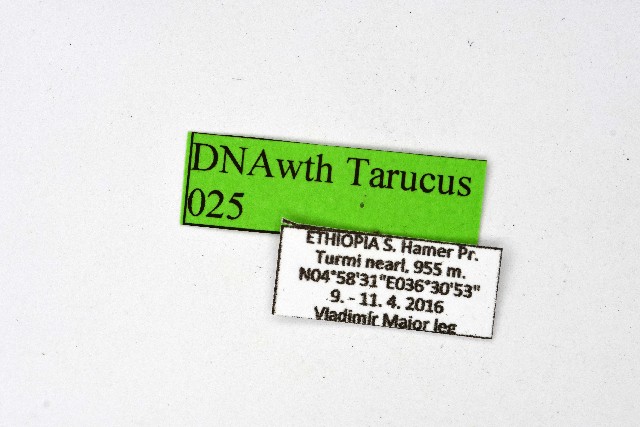 DNAwth Tarucus
025
ETHIOPIA S. Hamer Pr.
Turmi nearl. 955 m.
N04°58'31"E036°30'53"
9. - 11. 4. 2016
Vladimír Major leg